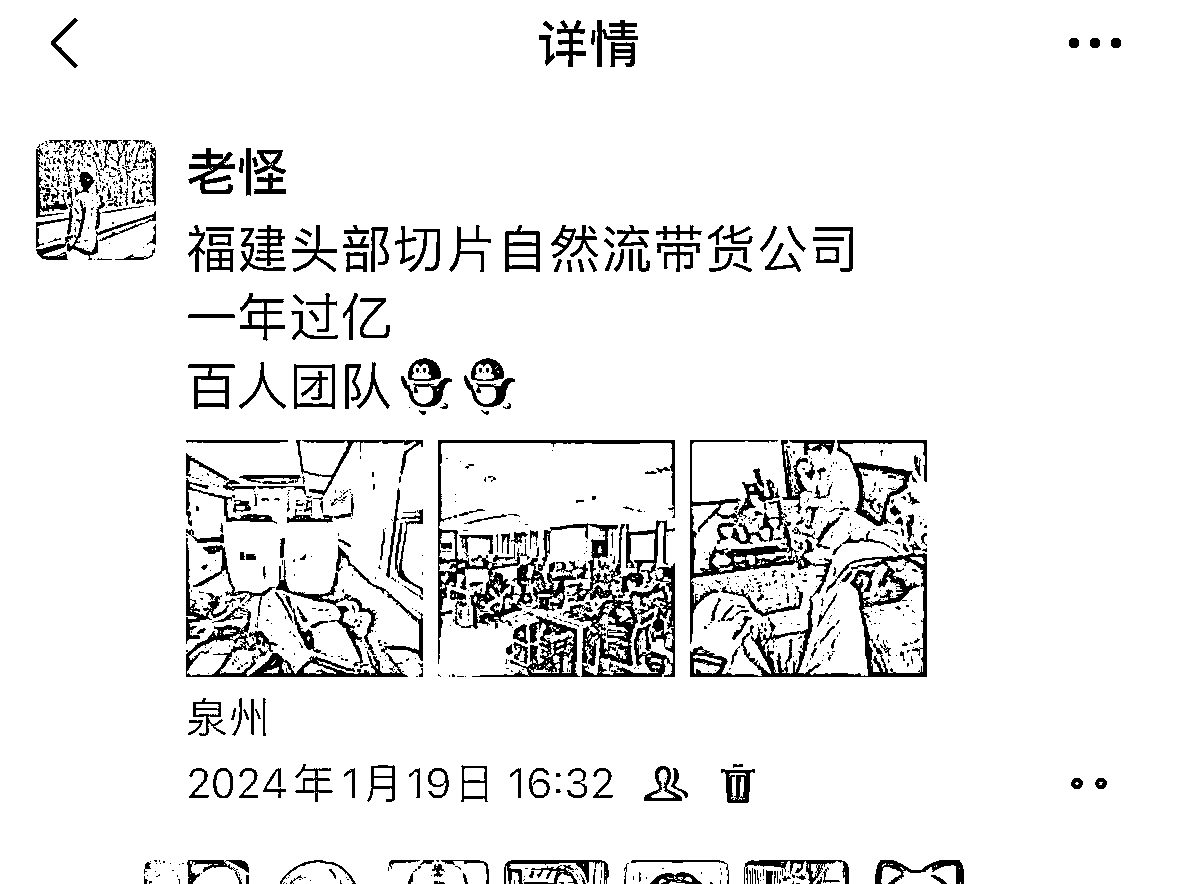 详情
老怪
福建头部切片自然流带货公司
一年过亿
百人团队🐧🐧
泉州
2024年1月19日 16:32